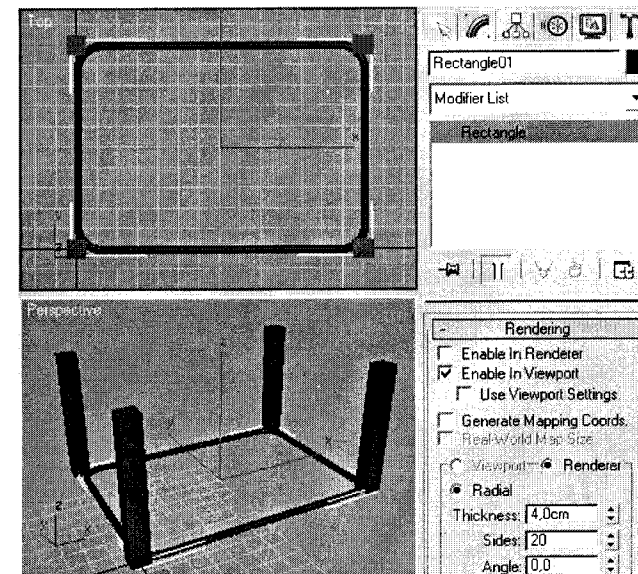 Top
Rectangle01
Modifier List
Rectangle
Perspective
Rendering
Enable In Renderer
Enable In Viewport
Use Viewport Settings
Generate Mapping Coords.
Real-World Map Size
Viewport Renderer
Radial
Thickness: 4,0cm
Sides: 20
Angle: 0,0